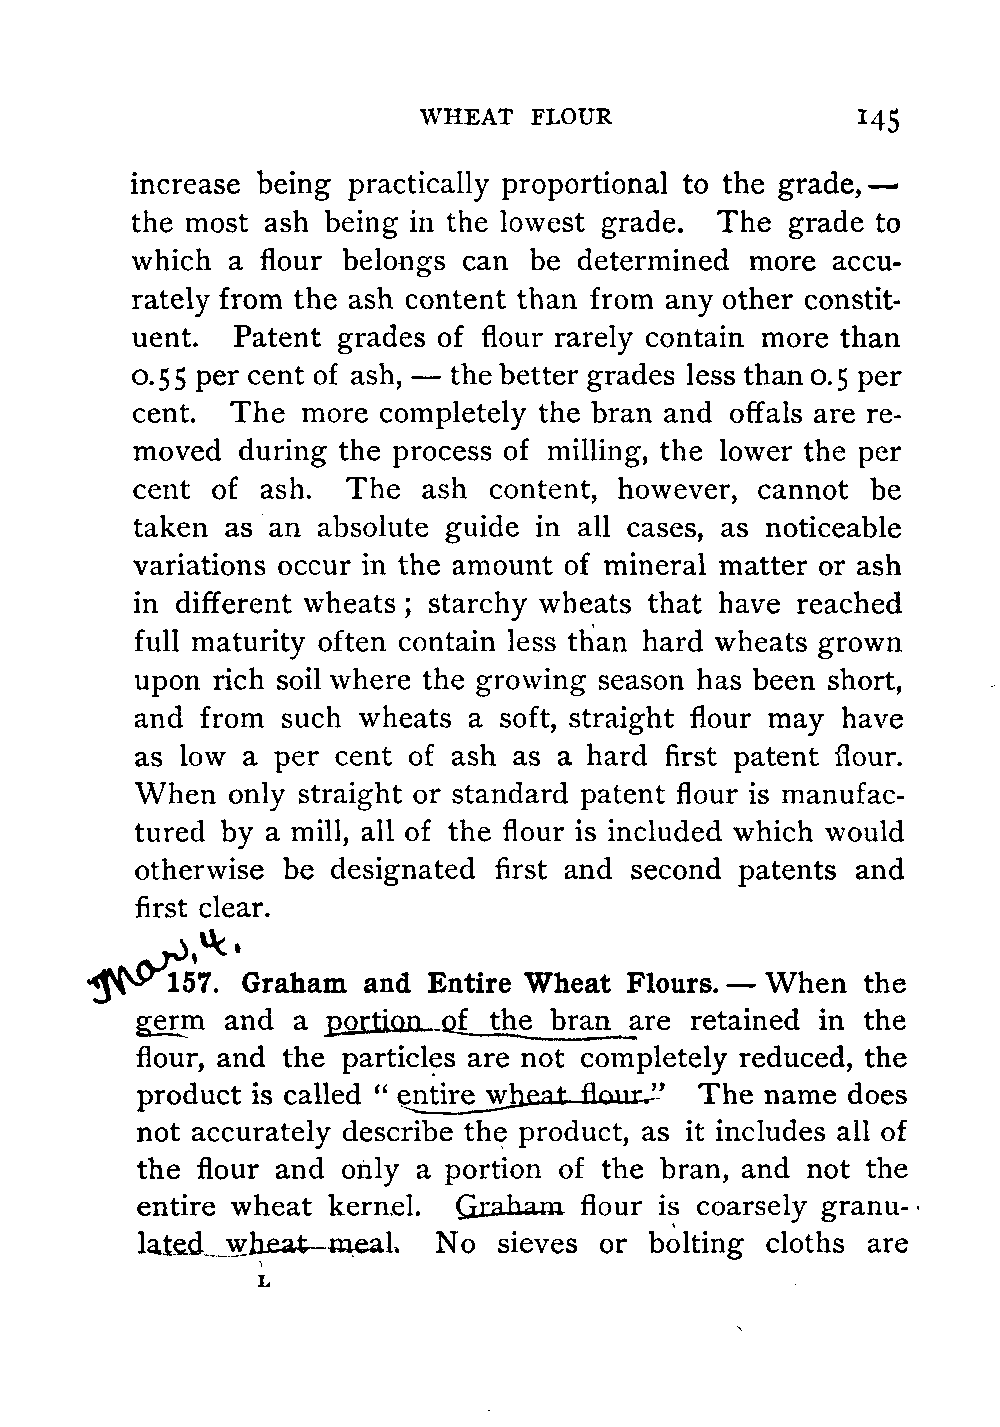 WHEAT FLOUR 145
increase being practically proportional to the grade,—
the most ash being in the lowest grade. The grade to
which a flour belongs can be determined more accu-
rately from the ash content than from any other constit-
uent. Patent grades of flour rarely contain more than
0.55 per cent of ash, — the better grades less than 0.5 per
cent. The more completely the bran and offals are re-
moved during the process of milling, the lower the per
cent of ash. The ash content, however, cannot be
taken as an absolute guide in all cases, as noticeable
variations occur in the amount of mineral matter or ash
in different wheats; starchy wheats that have reached
full maturity often contain less than hard wheats grown
upon rich soil where the growing season has been short,
and from such wheats a soft, straight flour may have
as low a per cent of ash as a hard first patent flour.
When only straight or standard patent flour is manufac-
tured by a mill, all of the flour is included which would
otherwise be designated first and second patents and
first clear.
Mar, 4.
157. Graham and Entire Wheat Flours. — When the
germ and a portion of the bran are retained in the
flour, and the particles are not completely reduced, the
product is called "entire wheat flour." The name does
not accurately describe the product, as it includes all of
the flour and only a portion of the bran, and not the
entire wheat kernel. Graham flour is coarsely granu-
lated wheat meal. No sieves or bolting cloths are
L